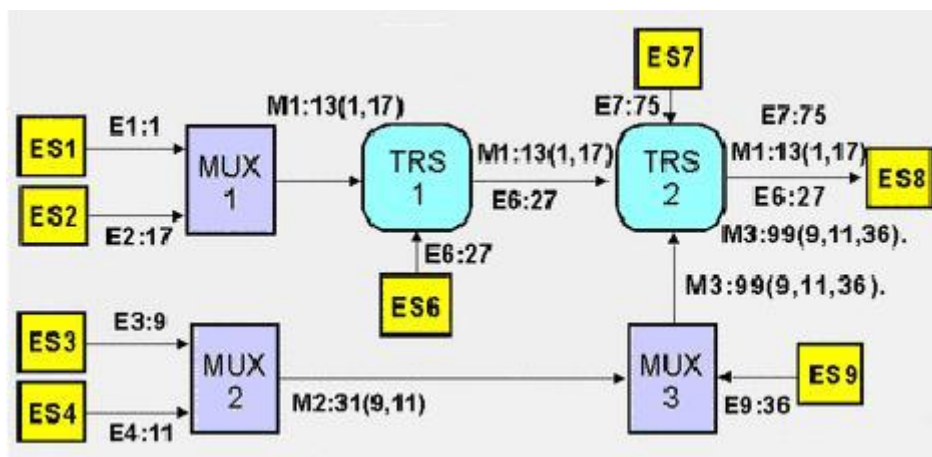 ES7
E7:75
E7:75
M1:13(1,17)
E1:1
ES1
MUX
1
TRS
1
M1:13(1,17)
E6:27
TRS
2
M1:13(1,17)
E6:27
ES8
ES2
E2:17
E6:27
M3:99(9,11,36).
ES6
M3:99(9,11,36).
E3:9
ES3
MUX
2
MUX
3
ES9
ES4
M2:31(9,11)
E9:36
E4:11